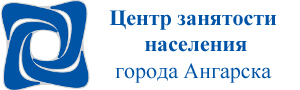 Центр занятости
населения
города Ангарска